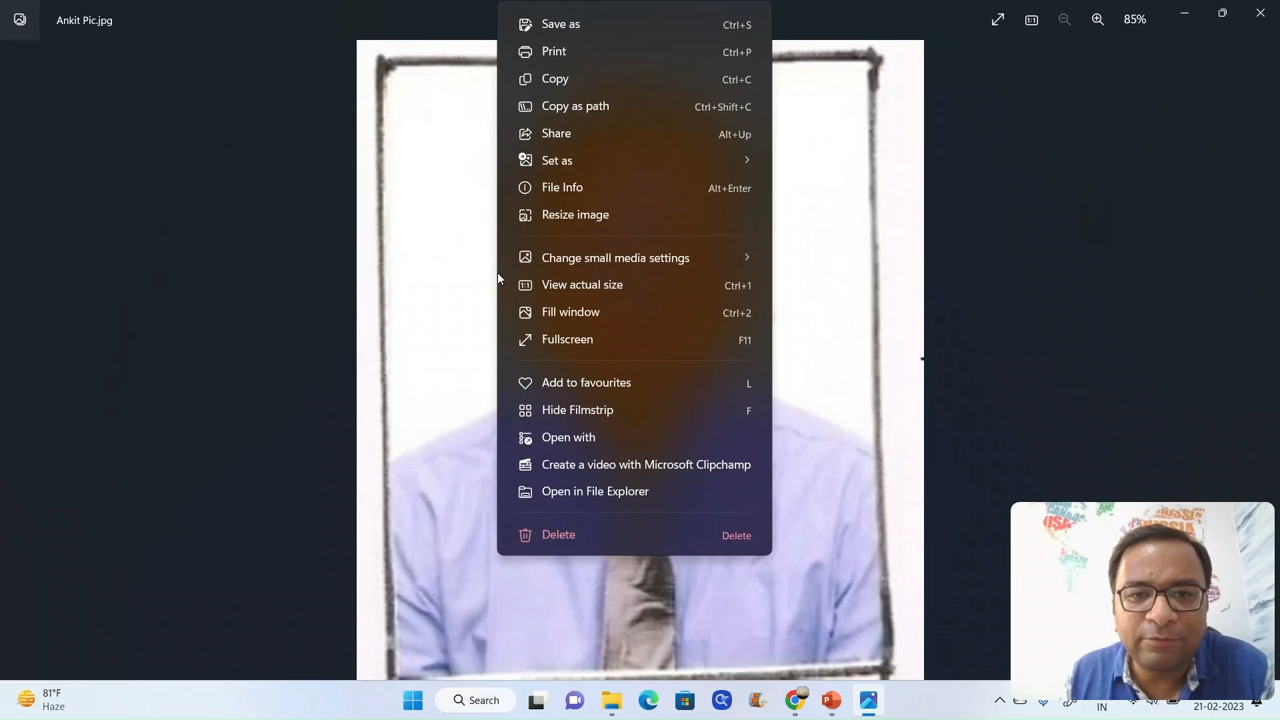 Ankit Pic.jpg
85%
Save as Ctrl+S
Print Ctrl+P
Copy Ctrl+C
Copy as path Ctrl+Shift+C
Share Alt+Up
Set as
File Info Alt+Enter
Resize image
Change small media settings
View actual size Ctrl+1
Fill window Ctrl+2
Fullscreen F11
Add to favourites L
Hide Filmstrip F
Open with
Create a video with Microsoft Clipchamp
Open in File Explorer
Delete Delete
81°F
Haze
Search
IN
21-02-2023